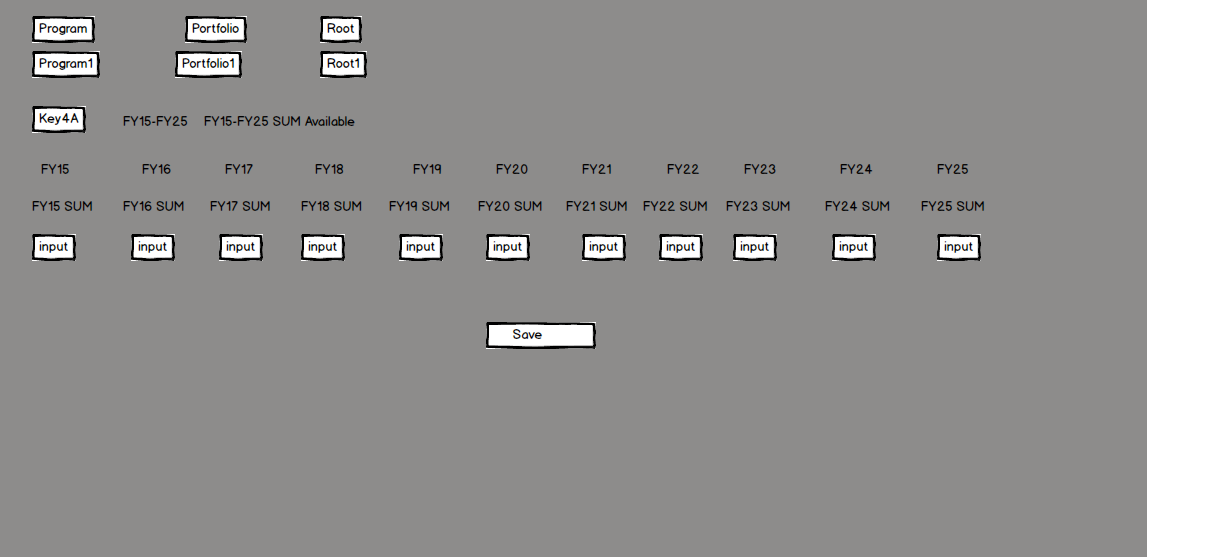 Program Portfolio Root
Program1 Portfolio1 Root1
Key4A FY15-FY25 FY15-FY25 SUM Available
FY15 FY16 FY17 FY18 FY19 FY20 FY21 FY22 FY23 FY24 FY25
FY15 SUM FY16 SUM FY17 SUM FY18 SUM FY19 SUM FY20 SUM FY21 SUM FY22 SUM FY23 SUM FY24 SUM FY25 SUM
input input input input input input input input input input input
Save